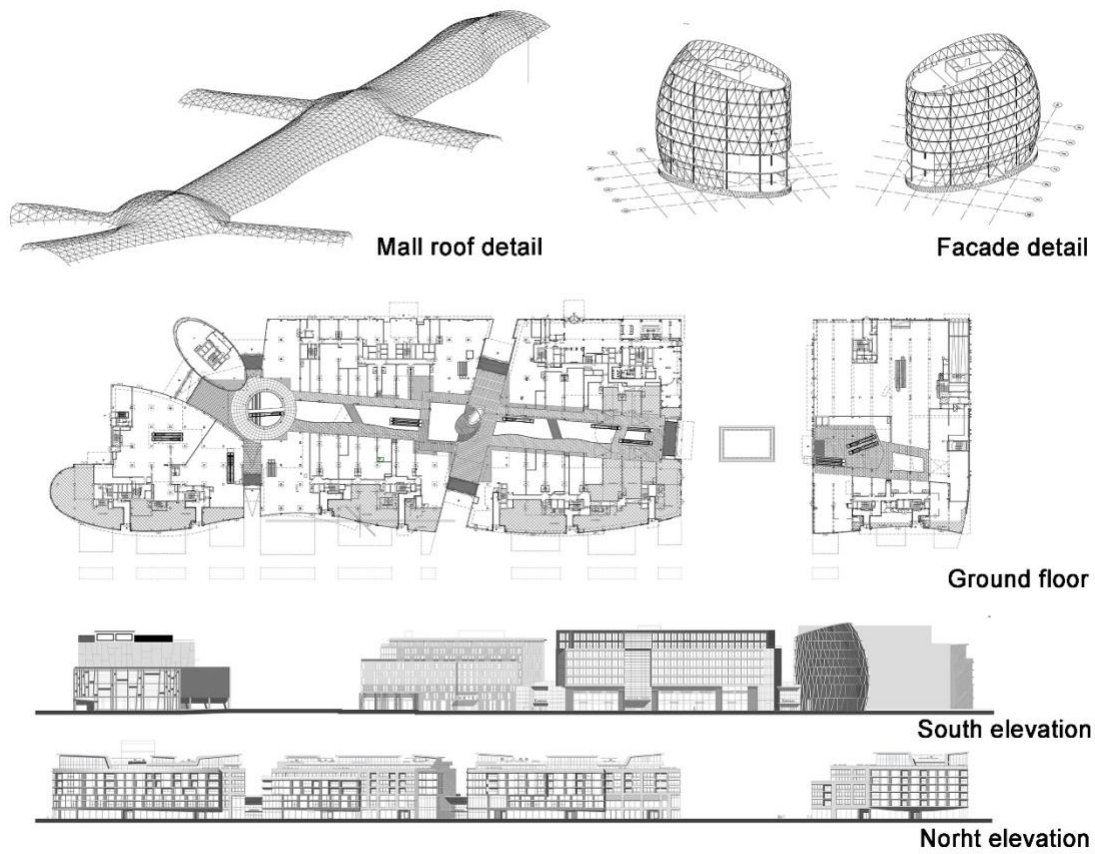 Mall roof detail
Facade detail
Ground floor
South elevation
Norht elevation